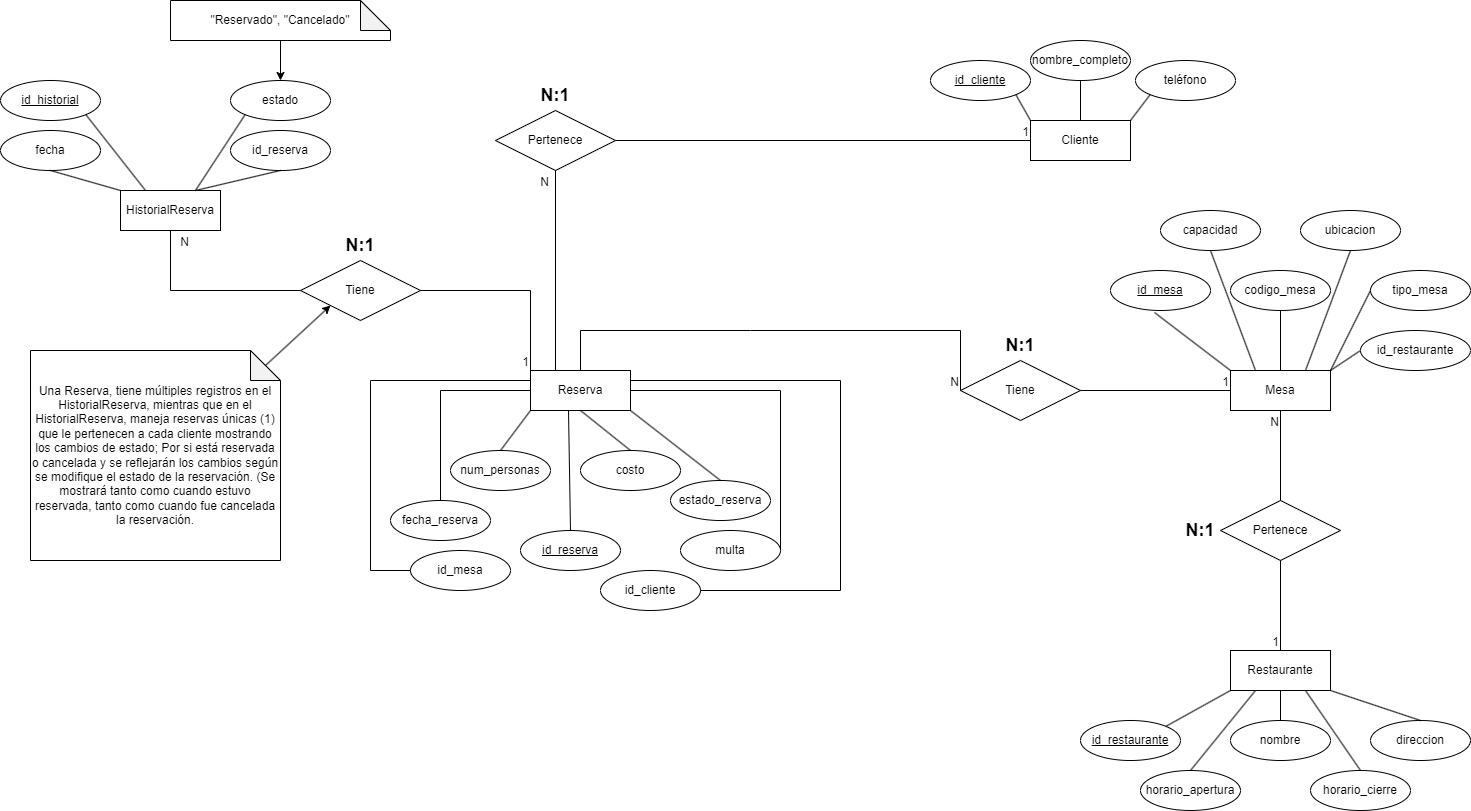 "Reservado", "Cancelado"
id_historial
estado
fecha
id_reserva
HistorialReserva
N
N:1
Tiene
1
N:1
Pertenece
N
1
id_cliente
nombre_completo
teléfono
Cliente
capacidad
ubicacion
id_mesa
codigo_mesa
tipo_mesa
id_restaurante
N:1
Tiene
N
1
Mesa
N
Reserva
num_personas
costo
estado_reserva
fecha_reserva
id_reserva
multa
id_mesa
id_cliente
Una Reserva, tiene múltiples registros en el
HistorialReserva, mientras que en el
HistorialReserva, maneja reservas únicas (1)
que le pertenecen a cada cliente mostrando
los cambios de estado; Por si está reservada
o cancelada y se reflejarán los cambios según
se modifique el estado de la reservación. (Se
mostrará tanto como cuando estuvo
reservada, tanto como cuando fue cancelada
la reservación.
N:1
Pertenece
1
Restaurante
id_restaurante
nombre
direccion
horario_apertura
horario_cierre